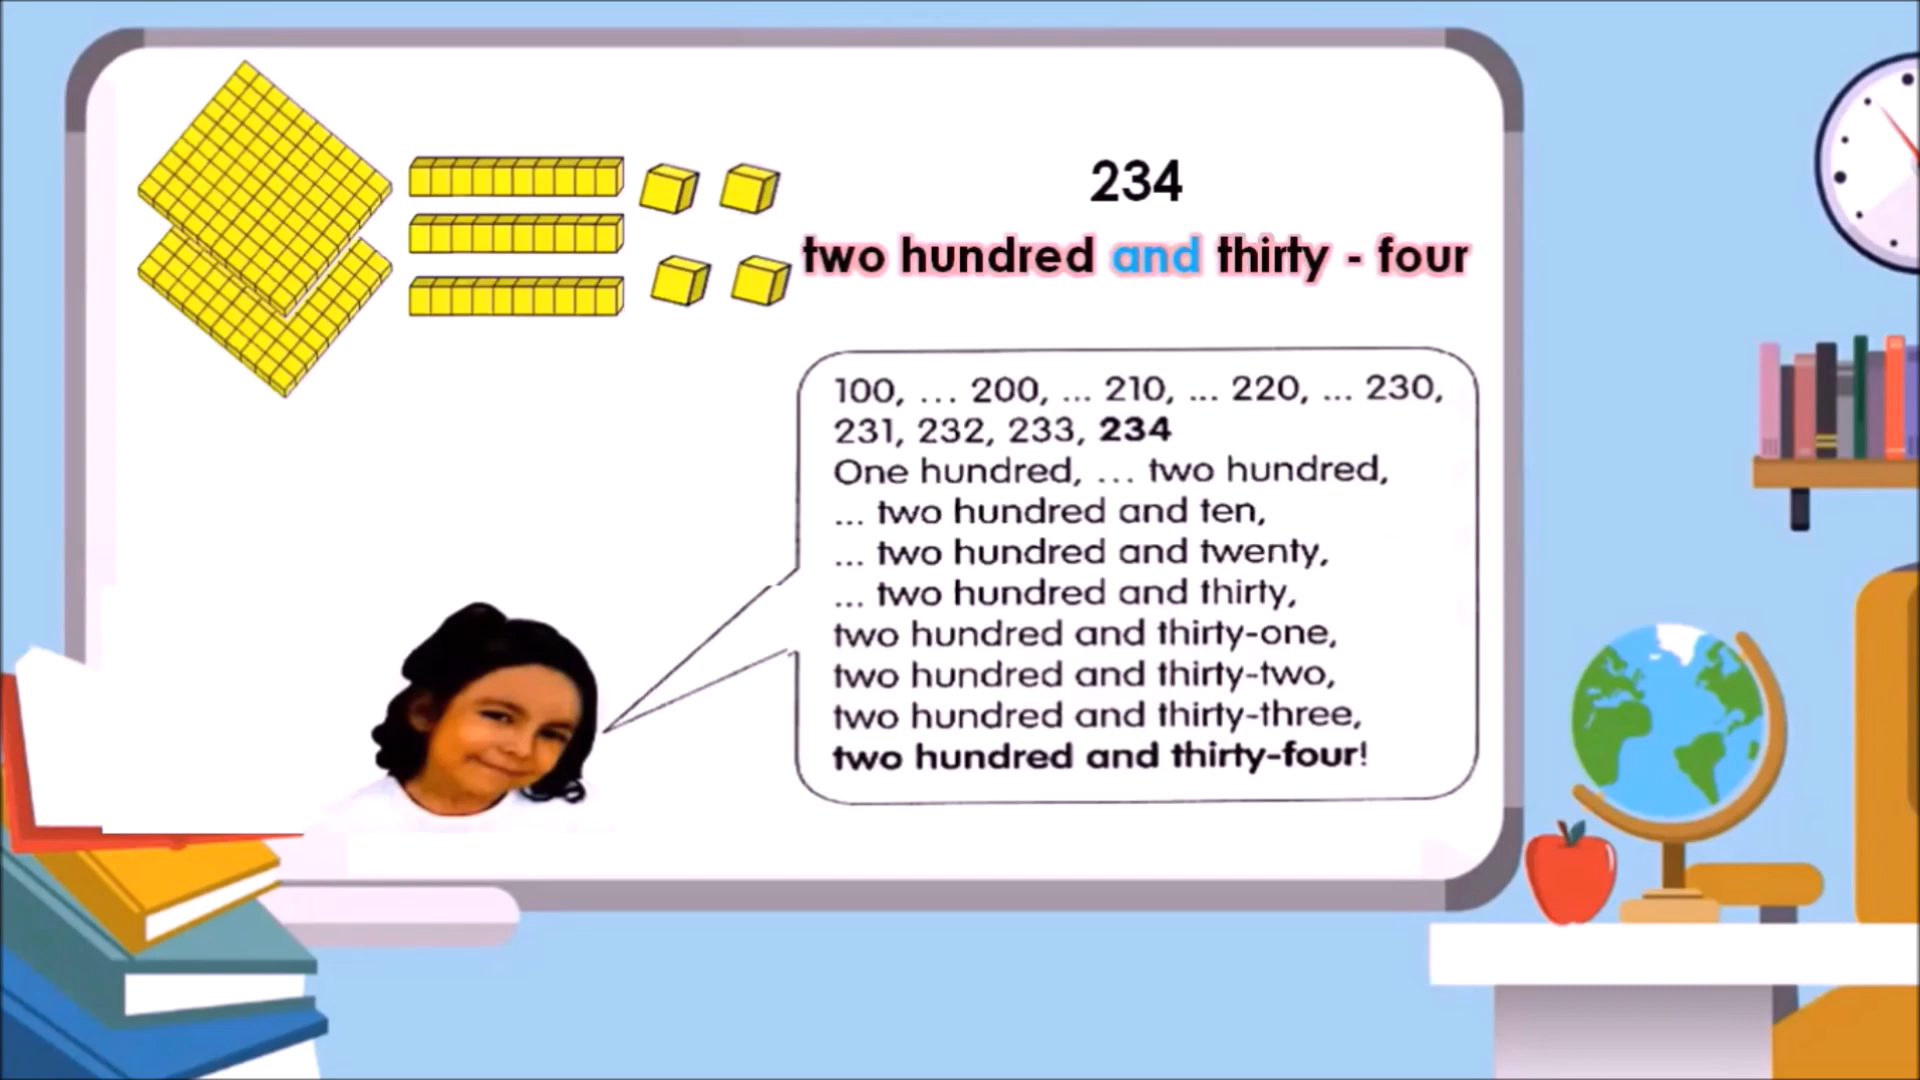 234
two hundred and thirty - four
100, ... 200, ... 210, ... 220, ... 230,
231, 232, 233, 234
One hundred, ... two hundred,
... two hundred and ten,
... two hundred and twenty,
... two hundred and thirty,
two hundred and thirty-one,
two hundred and thirty-two,
two hundred and thirty-three,
two hundred and thirty-four!